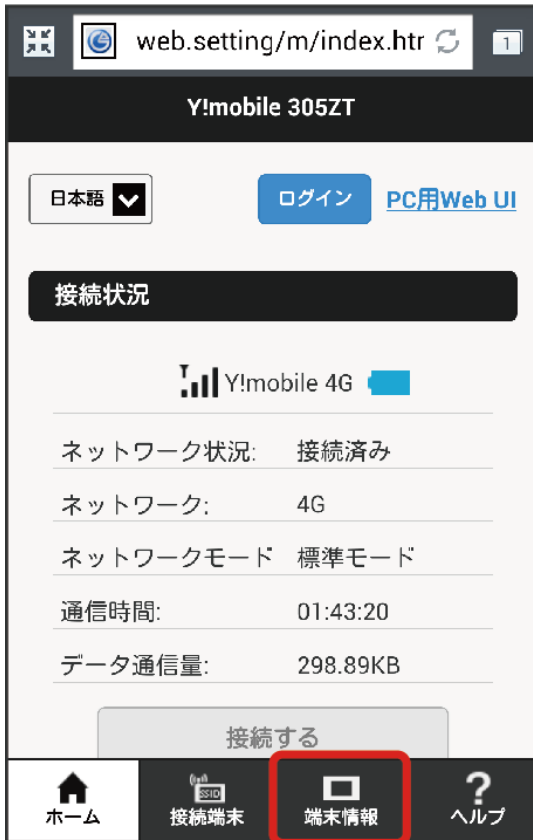 web.setting/m/index.htr
1
Y!mobile 305ZT
日本語 ログイン PC用Web UI
接続状況
Y!mobile 4G
ネットワーク状況: 接続済み
ネットワーク: 4G
ネットワークモード 標準モード
通信時間: 01:43:20
データ通信量: 298.89KB
接続する
SSID
ホーム 接続端末 端末情報 ヘルプ